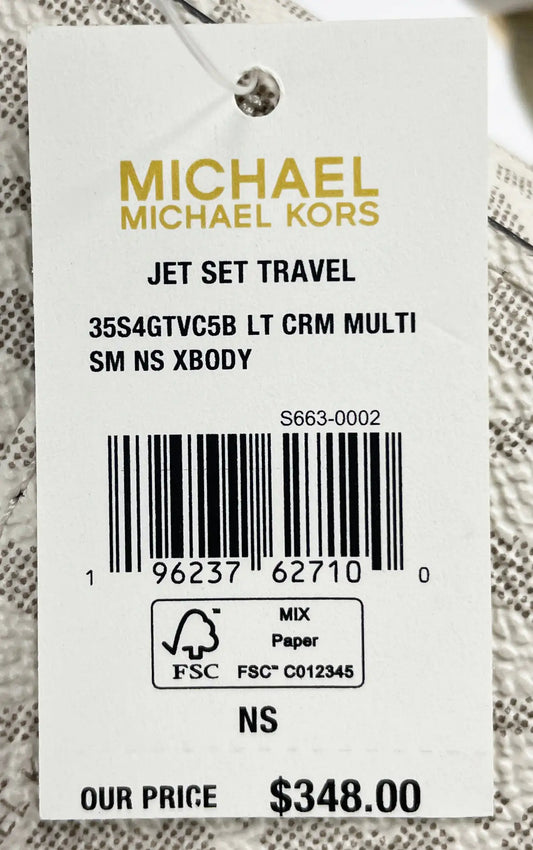 MICHAEL
MICHAEL KORS
JET SET TRAVEL
35S4GTVC5B LT CRM MULTI
SM NS XBODY
S663-0002
1 96237 62710 0
FSC™
MIX
Paper
FSC™ C012345
NS
OUR PRICE $348.00